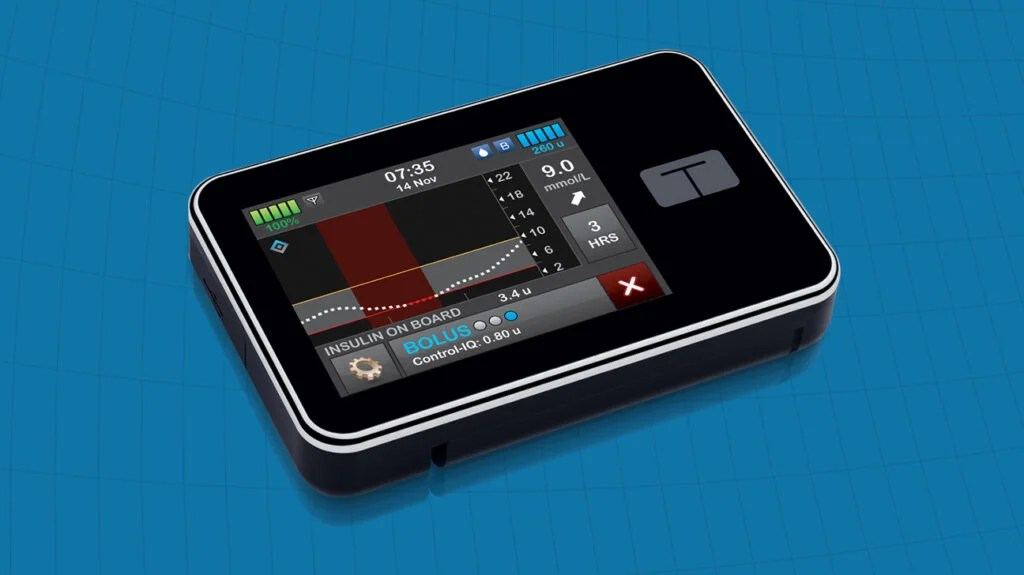 07:35
14 Nov
100%
B
260 u
9.0
mmol/L
3
HRS
22
18
14
10
6
2
INSULIN ON BOARD
3.4 u
BOLUS
Control-IQ: 0.80 u
T